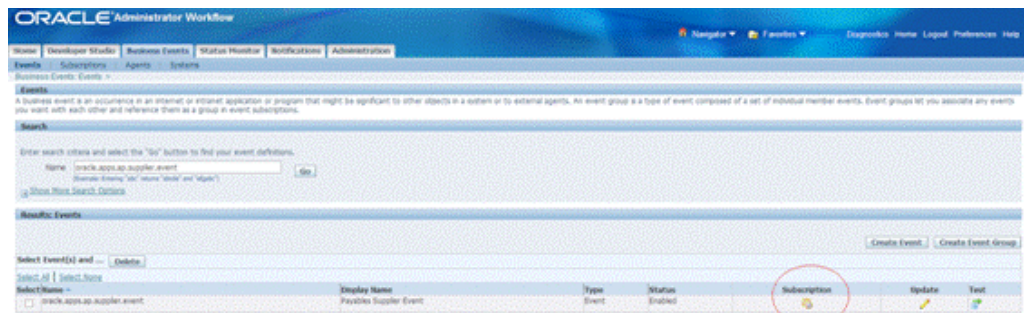 ORACLE Administrator Workflow
Navigator Favorites Diagnostics Home Logout Preferences Help
Home Developer Studio Business Events Status Monitor Notifications Administration
Events Subscriptions Agents Systems
Business Events: Events >
Events
A business event is an occurrence in an internet or intranet application or program that might be significant to other objects in a system or to external agents. An event group is a type of event composed of a set of individual member events. Event groups let you associate any events
you want with each other and reference them as a group in event subscriptions.
Search
Enter search criteria and select the "Go" button to find your event definitions.
Name oracle.apps.ap.supplier.event Go
Show More Search Options
Results: Events
Create Event Create Event Group
Select Event(s) and ... Delete
Select All | Select None
Select Name Display Name Type Status Subscription Update Test
oracle.apps.ap.supplier.event Payables Supplier Event Event Enabled